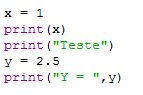 x = 1
print(x)
print("Teste")
y = 2.5
print("Y = ",y)